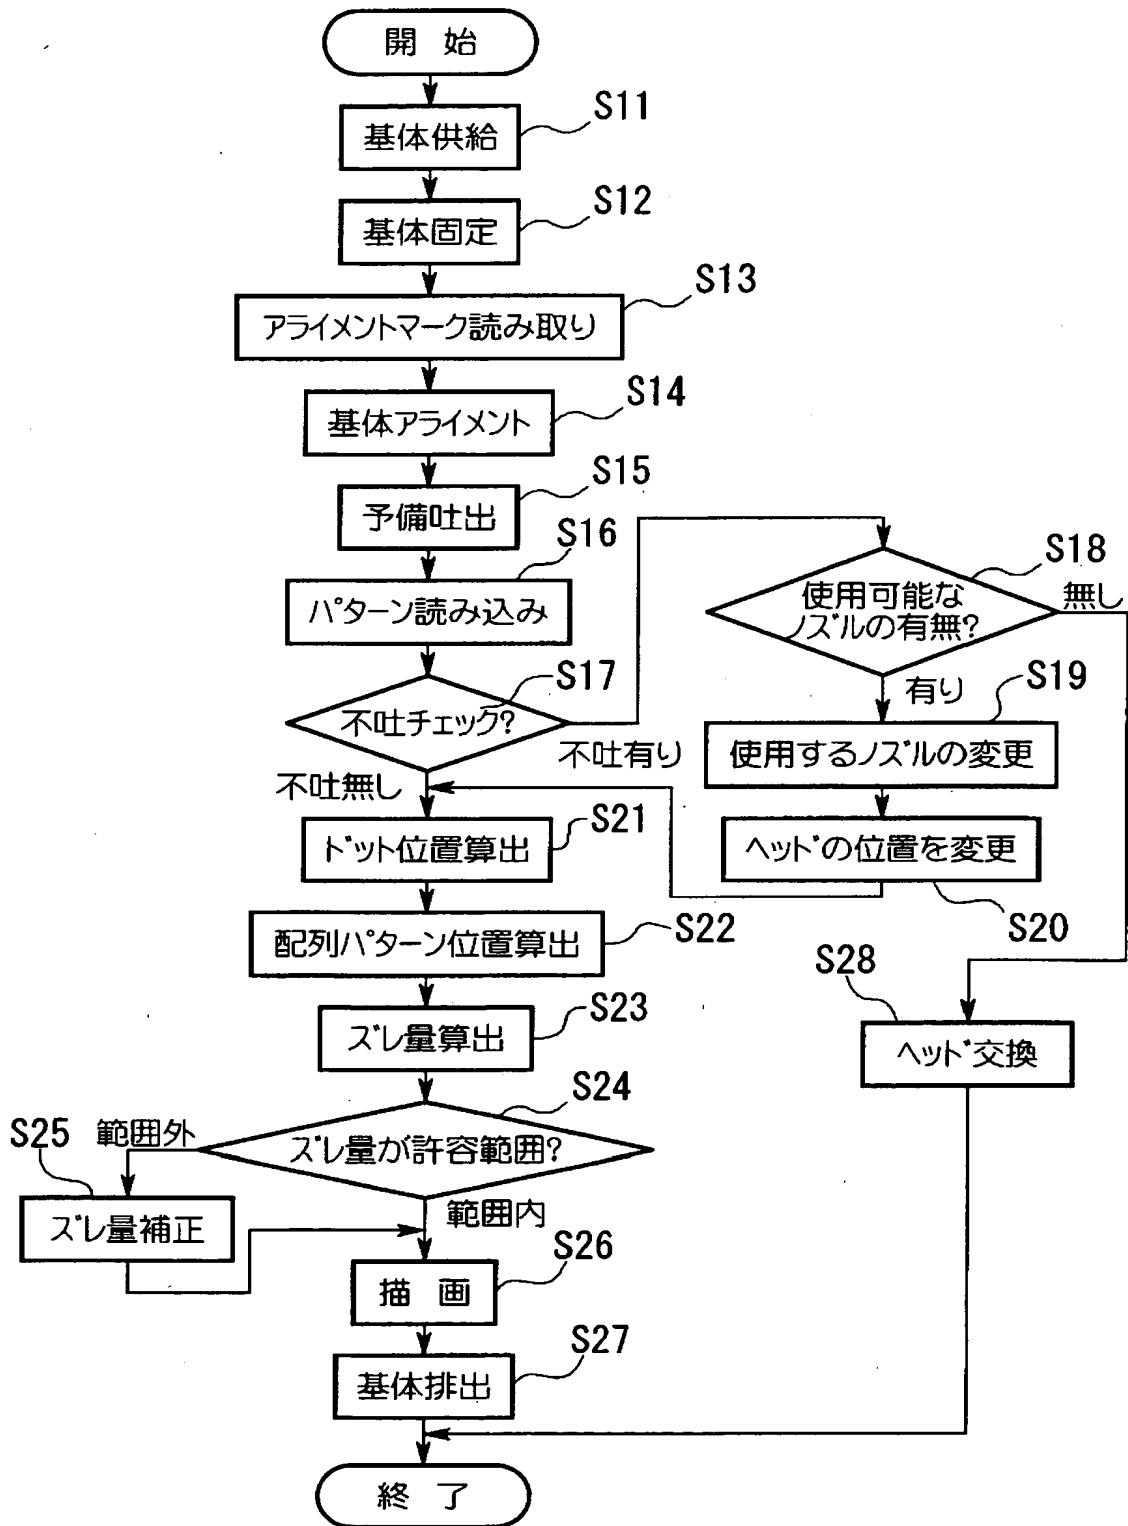 開 始
S11
基体供給
S12
基体固定
S13
アライメントマーク読み取り
S14
基体アライメント
S15
予備吐出
S16
パターン読み込み
S17
不吐チェック?
不吐有り
不吐無し
S18
使用可能な
ノズルの有無?
無し
有り
S19
使用するノズルの変更
ヘッドの位置を変更
S20
S21
ドット位置算出
S22
配列パターン位置算出
S23
ズレ量算出
S24
ズレ量が許容範囲?
S25
範囲外
ズレ量補正
範囲内
S26
描 画
S27
基体排出
S28
ヘッド交換
終 了